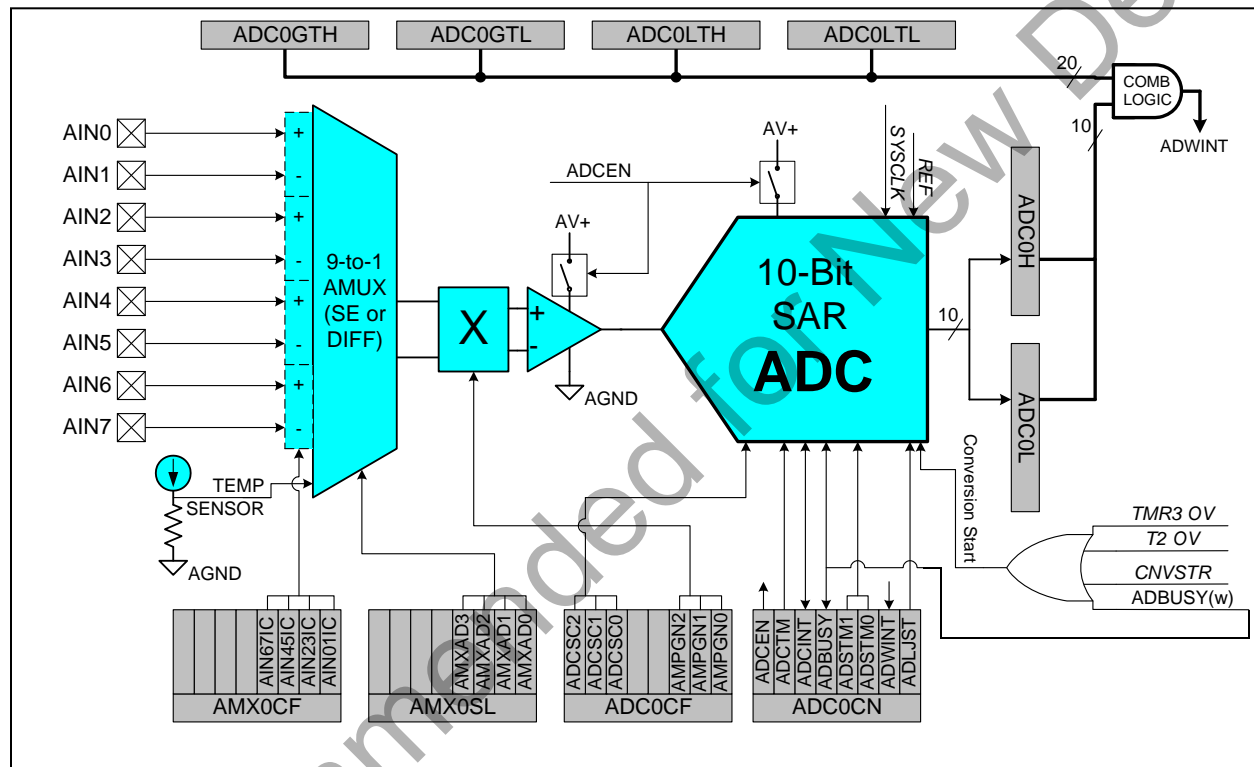 ADC0GTH
ADC0GTL
ADC0LTH
ADC0LTL
20
COMB
LOGIC
10
ADWINT
AIN0
AIN1
AIN2
AIN3
AIN4
AIN5
AIN6
AIN7
+
-
+
-
+
-
+
-
9-to-1
AMUX
(SE or
DIFF)
TEMP
SENSOR
AGND
X
+
-
AV+
AGND
ADCEN
AV+
SYSCLK
REF
10-Bit
SAR
ADC
10
ADC0H
ADC0L
Conversion Start
TMR3 OV
T2 OV
CNVSTR
ADBUSY(w)
AIN67IC
AIN45IC
AIN23IC
AIN01IC
AMX0CF
AMXAD3
AMXAD2
AMXAD1
AMXAD0
AMX0SL
ADCSC2
ADCSC1
ADCSC0
AMPGN2
AMPGN1
AMPGN0
ADC0CF
ADCEN
ADCTM
ADCINT
ADBUSY
ADSTM1
ADSTM0
ADWINT
ADLJST
ADC0CN
for New